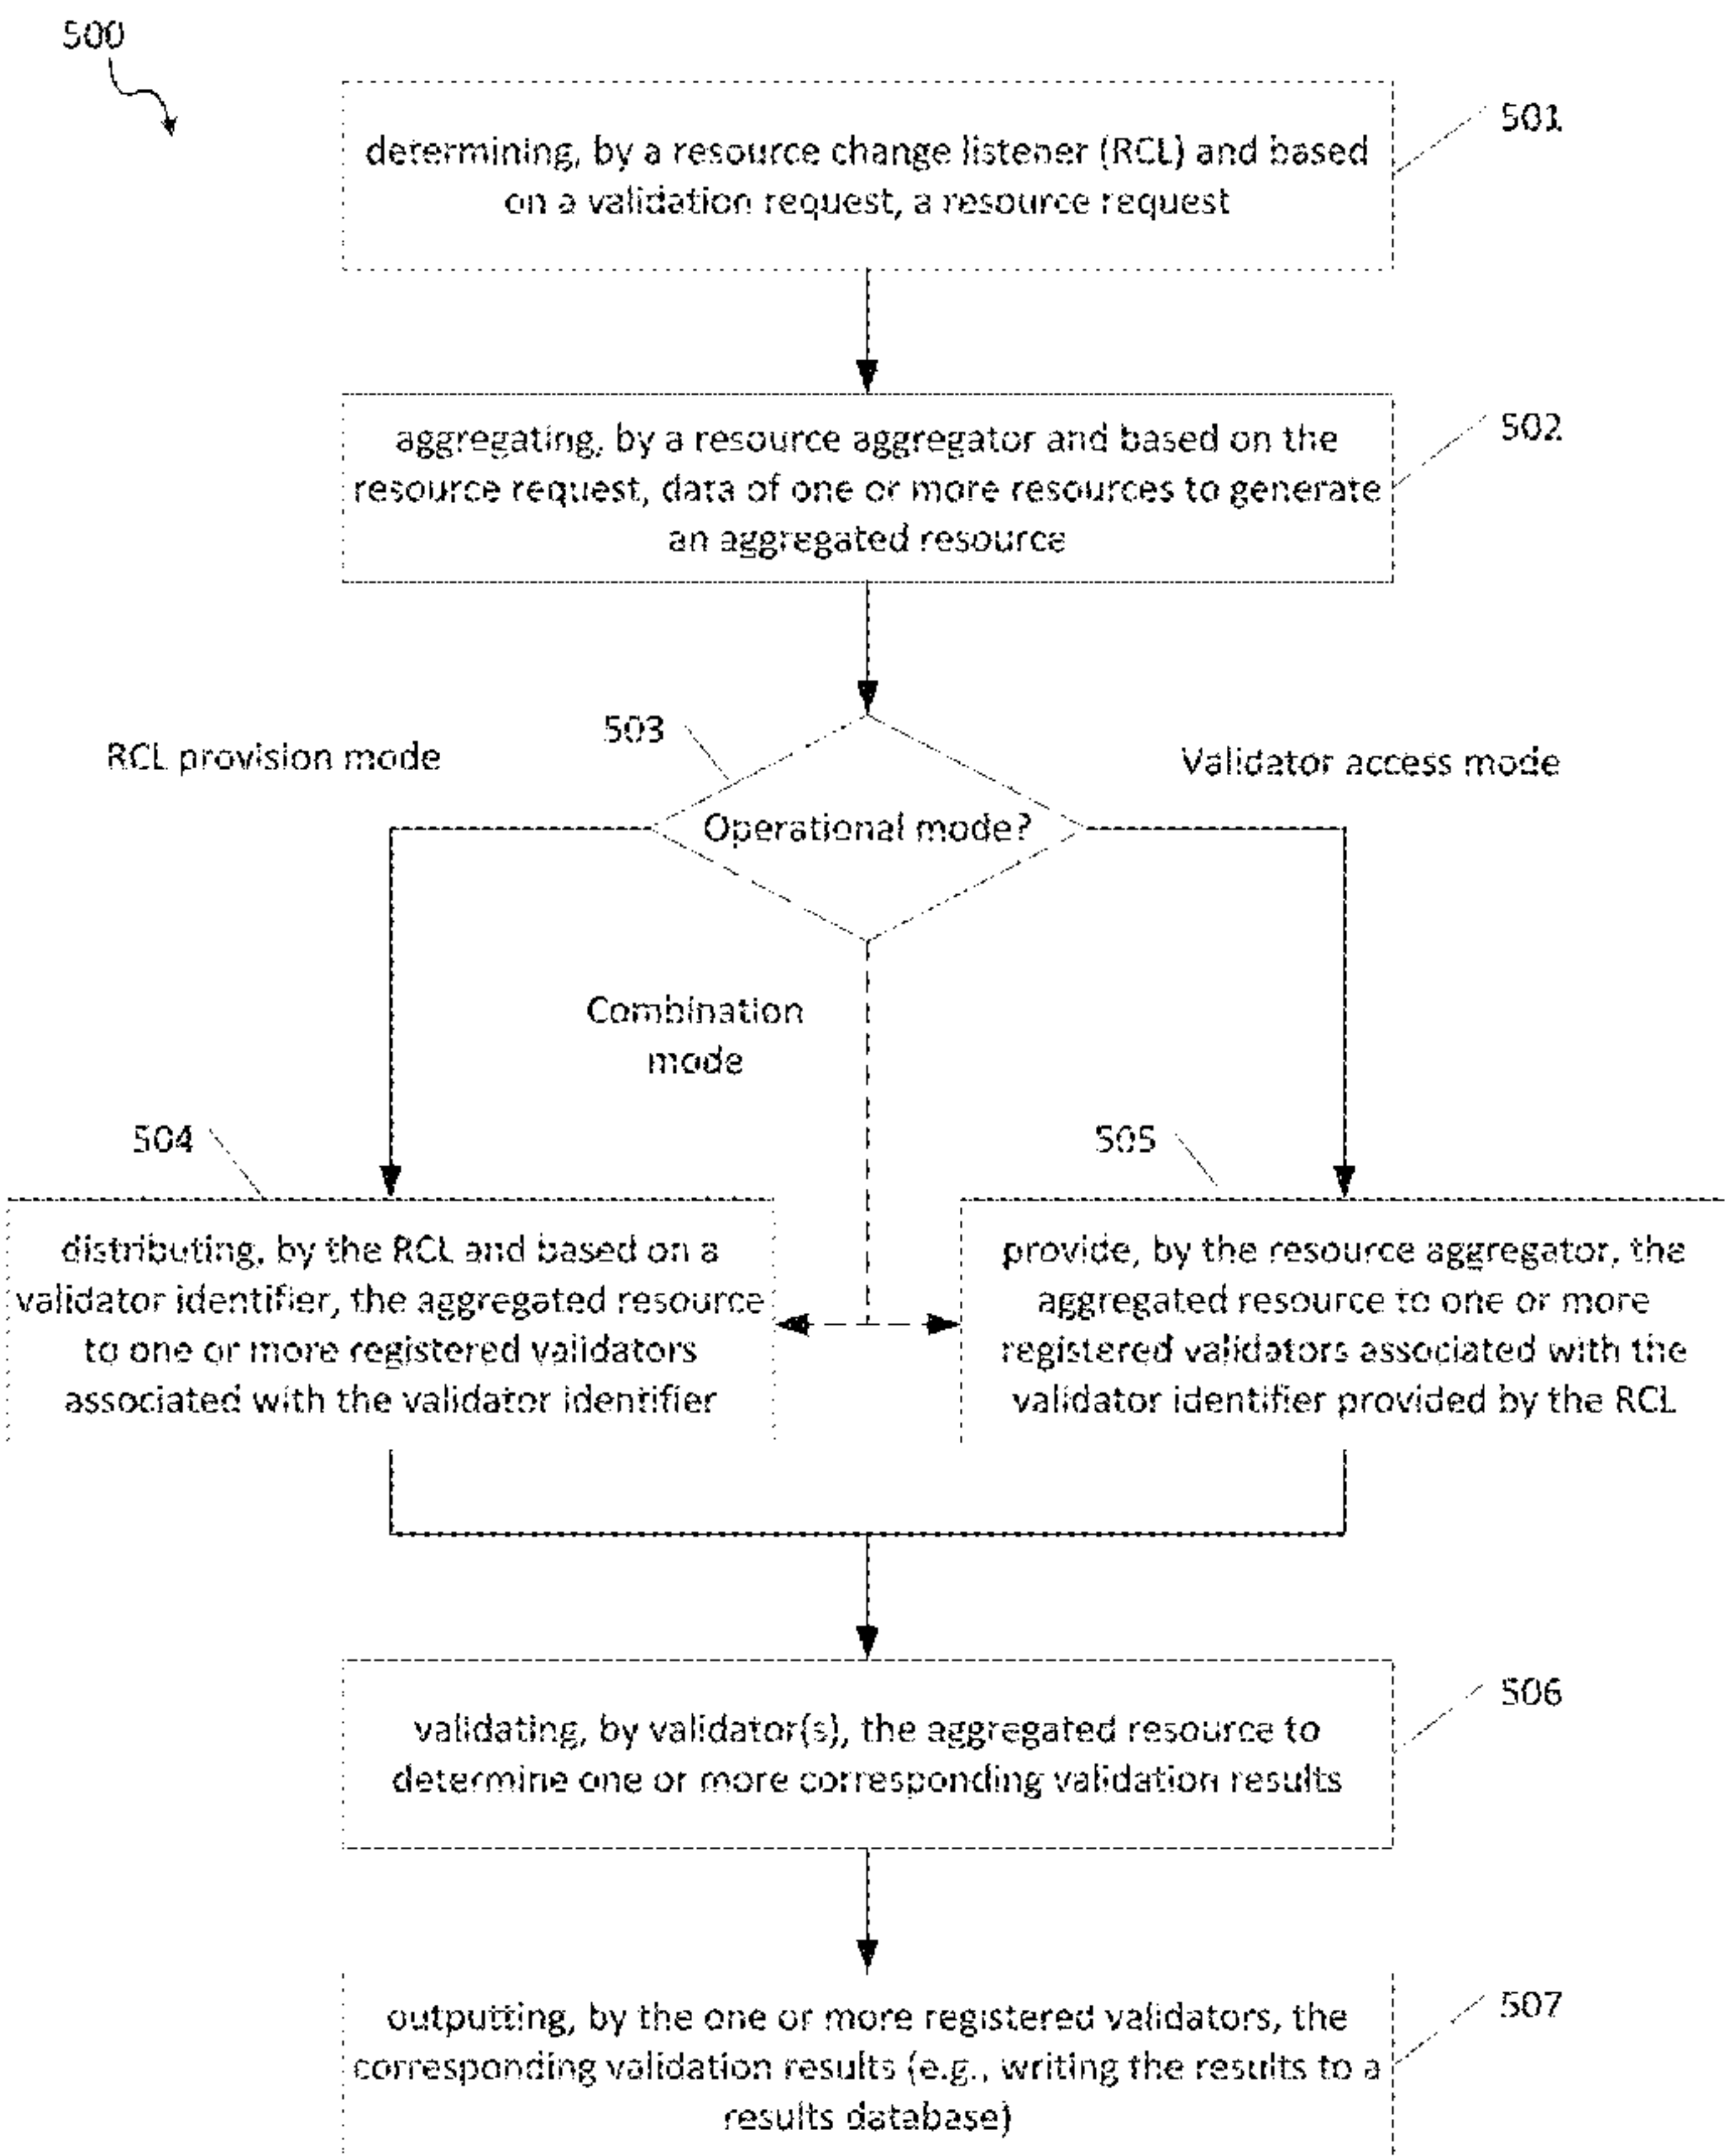 500
501
determining, by a resource change listener (RCL) and based
on a validation request, a resource request
502
aggregating, by a resource aggregator and based on the
resource request, data of one or more resources to generate
an aggregated resource
503
RCL provision mode
Validator access mode
Operational mode?
Combination
mode
504
505
distributing, by the RCL and based on a
validator identifier, the aggregated resource
to one or more registered validators
associated with the validator identifier
provide, by the resource aggregator, the
aggregated resource to one or more
registered validators associated with the
validator identifier provided by the RCL
506
validating, by validator(s), the aggregated resource to
determine one or more corresponding validation results
507
outputting, by the one or more registered validators, the
corresponding validation results (e.g., writing the results to a
results database)